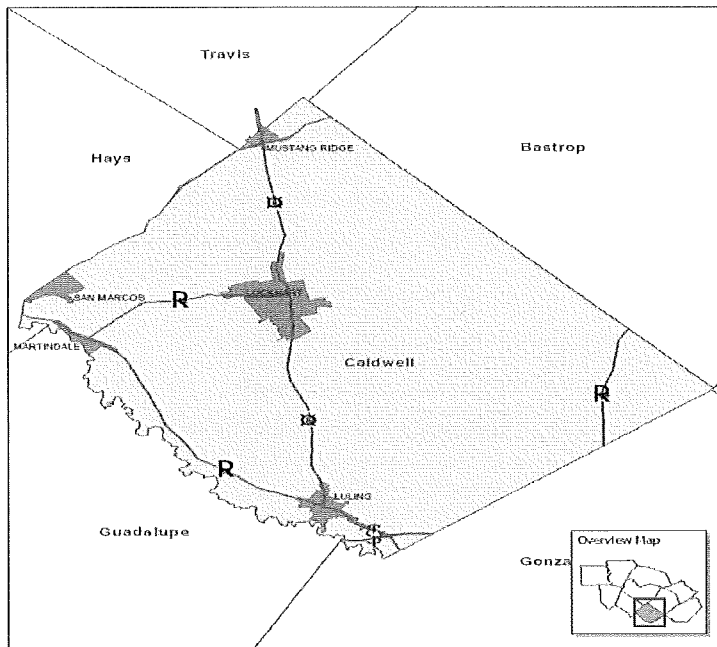 Travis
MUSTANG RIDGE
Hays
Bastrop
SAN MARCOS
R
MARTINDALE
Caldwell
R
R
LULING
Guadalupe
Gonza
Overview Map